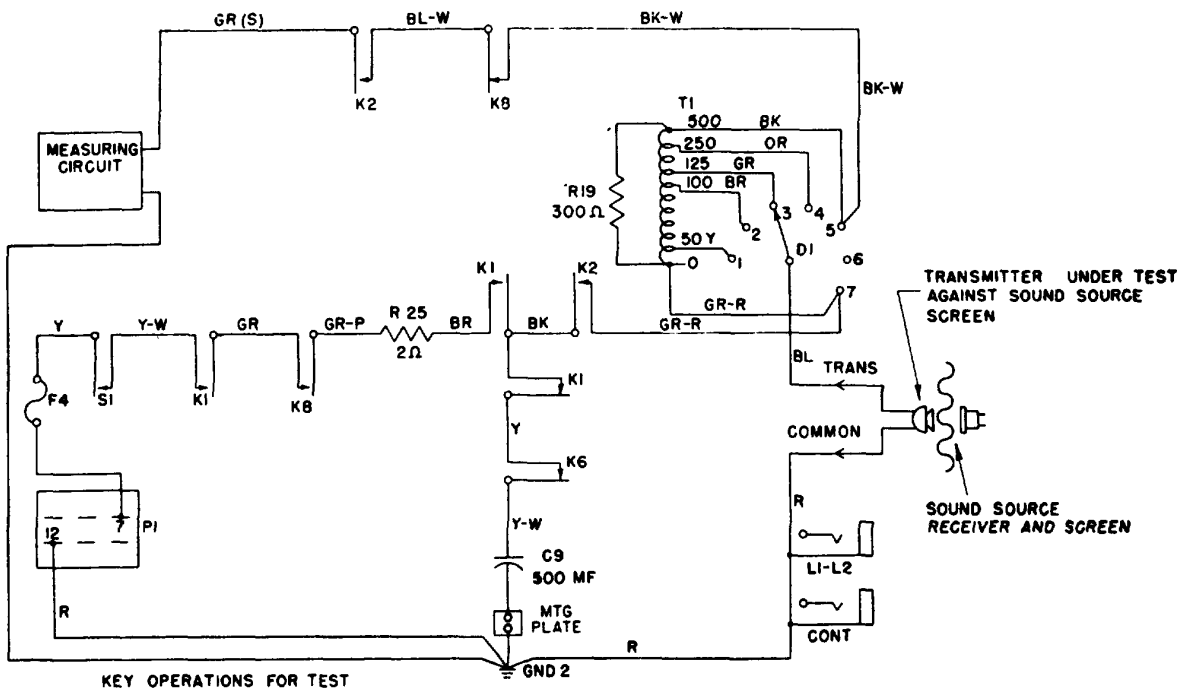 GR (S)
BL-W
BK-W
K2
K8
BK-W
MEASURING
CIRCUIT
T1
500 BK
250 OR
125 GR
100 BR
50 Y
0
R19
300 Ω
1
2
3
4
5
6
7
D1
GR-R
GR-R
K1
K2
Y
Y-W
GR
GR-P
R 25
2Ω
BR
BK
F4
S1
K1
K8
K1
Y
K6
Y-W
C9
500 MF
MTG
PLATE
GND 2
12
7
P1
R
R
BL
TRANS
COMMON
R
TRANSMITTER UNDER TEST
AGAINST SOUND SOURCE
SCREEN
SOUND SOURCE
RECEIVER AND SCREEN
L1-L2
CONT
KEY OPERATIONS FOR TEST